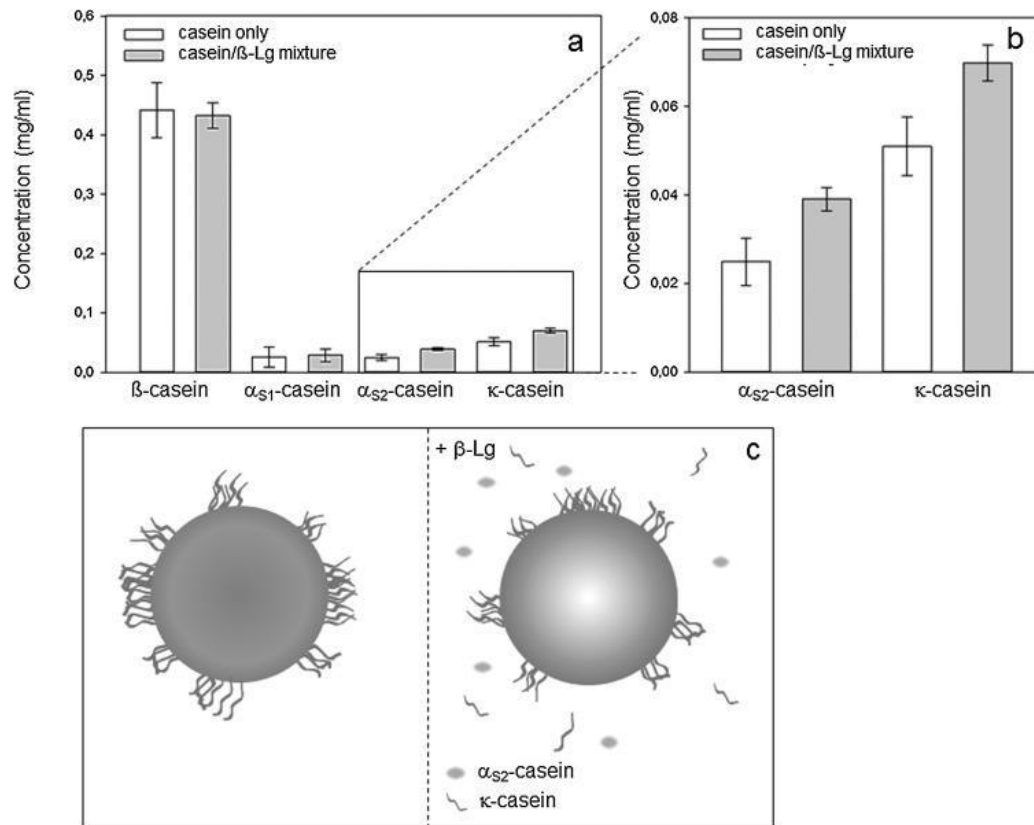 0,6
0,5
0,4
0,3
0,2
0,1
0,0
Concentration (mg/ml)
casein only
casein/ß-Lg mixture
a
ß-casein
αS1-casein
αS2-casein
κ-casein
0,08
0,06
0,04
0,02
0,00
Concentration (mg/ml)
casein only
casein/ß-Lg mixture
b
αS2-casein
κ-casein
+ β-Lg
c
αS2-casein
κ-casein